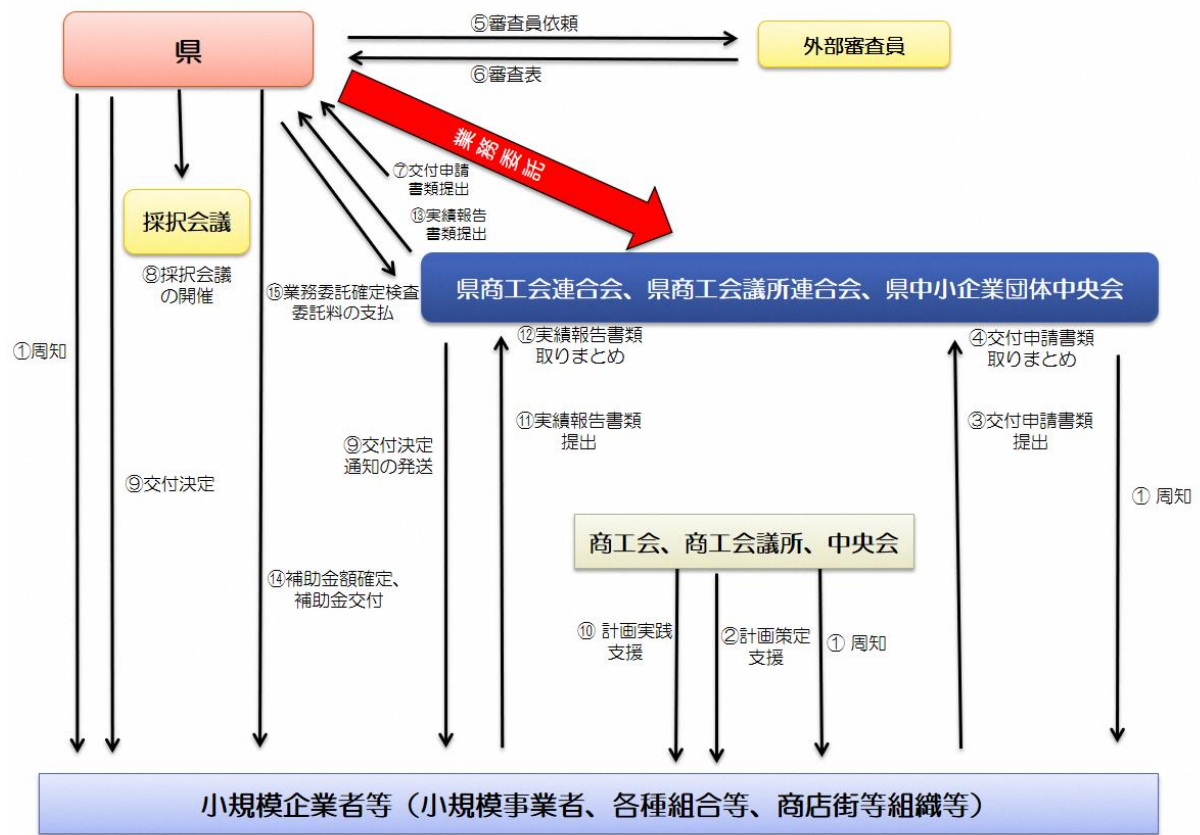 県
⑤審査員依頼
外部審査員
⑥審査表
業務委託
⑦交付申請
書類提出
⑬実績報告
書類提出
採択会議
⑧採択会議
の開催
⑮業務委託確定検査
委託料の支払
県商工会連合会、県商工会議所連合会、県中小企業団体中央会
①周知
⑫実績報告書類
取りまとめ
④交付申請書類
取りまとめ
⑪実績報告書類
提出
③交付申請書類
提出
⑨交付決定
通知の発送
⑨交付決定
① 周知
商工会、商工会議所、中央会
⑭補助金額確定、
補助金交付
⑩ 計画実践
支援
②計画策定
支援
① 周知
小規模企業者等（小規模事業者、各種組合等、商店街等組織等）